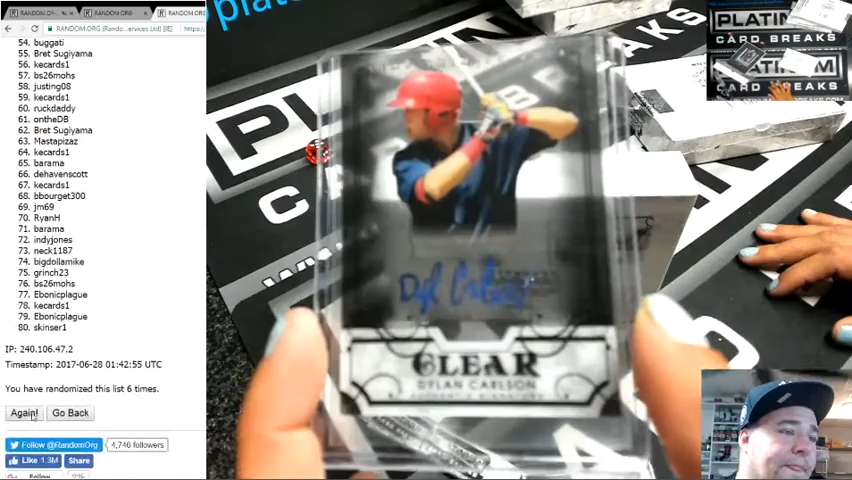 RANDOM.ORG
RANDOM.ORG
RANDOM.ORG
RANDOM.ORG (Rando...ervices Ltd) [IE]
https:/
54. buggati
55. Bret Sugiyama
56. kecards1
57. bs26mohs
58. justing08
59. kecards1
60. ruckdaddy
61. ontheDB
62. Bret Sugiyama
63. Mastapizaz
64. kecards1
65. barama
66. dehavenscott
67. kecards1
68. bbourget300
69. jm69
70. RyanH
71. barama
72. indyjones
73. neck1187
74. bigdollamike
75. grinch23
76. bs26mohs
77. Ebonicplague
78. kecards1
79. Ebonicplague
80. skinser1
IP: 240.106.47.2
Timestamp: 2017-06-28 01:42:55 UTC
You have randomized this list 6 times.
Again!
Go Back
Follow @RandomOrg
4,746 followers
Like 1.3M
Share
Follow
CLEAR
DYLAN CARLSON
AUTHENTIC SIGNATURES
PLATINUM
CARD BREAKS
PLATINUM
CARD BREAKS